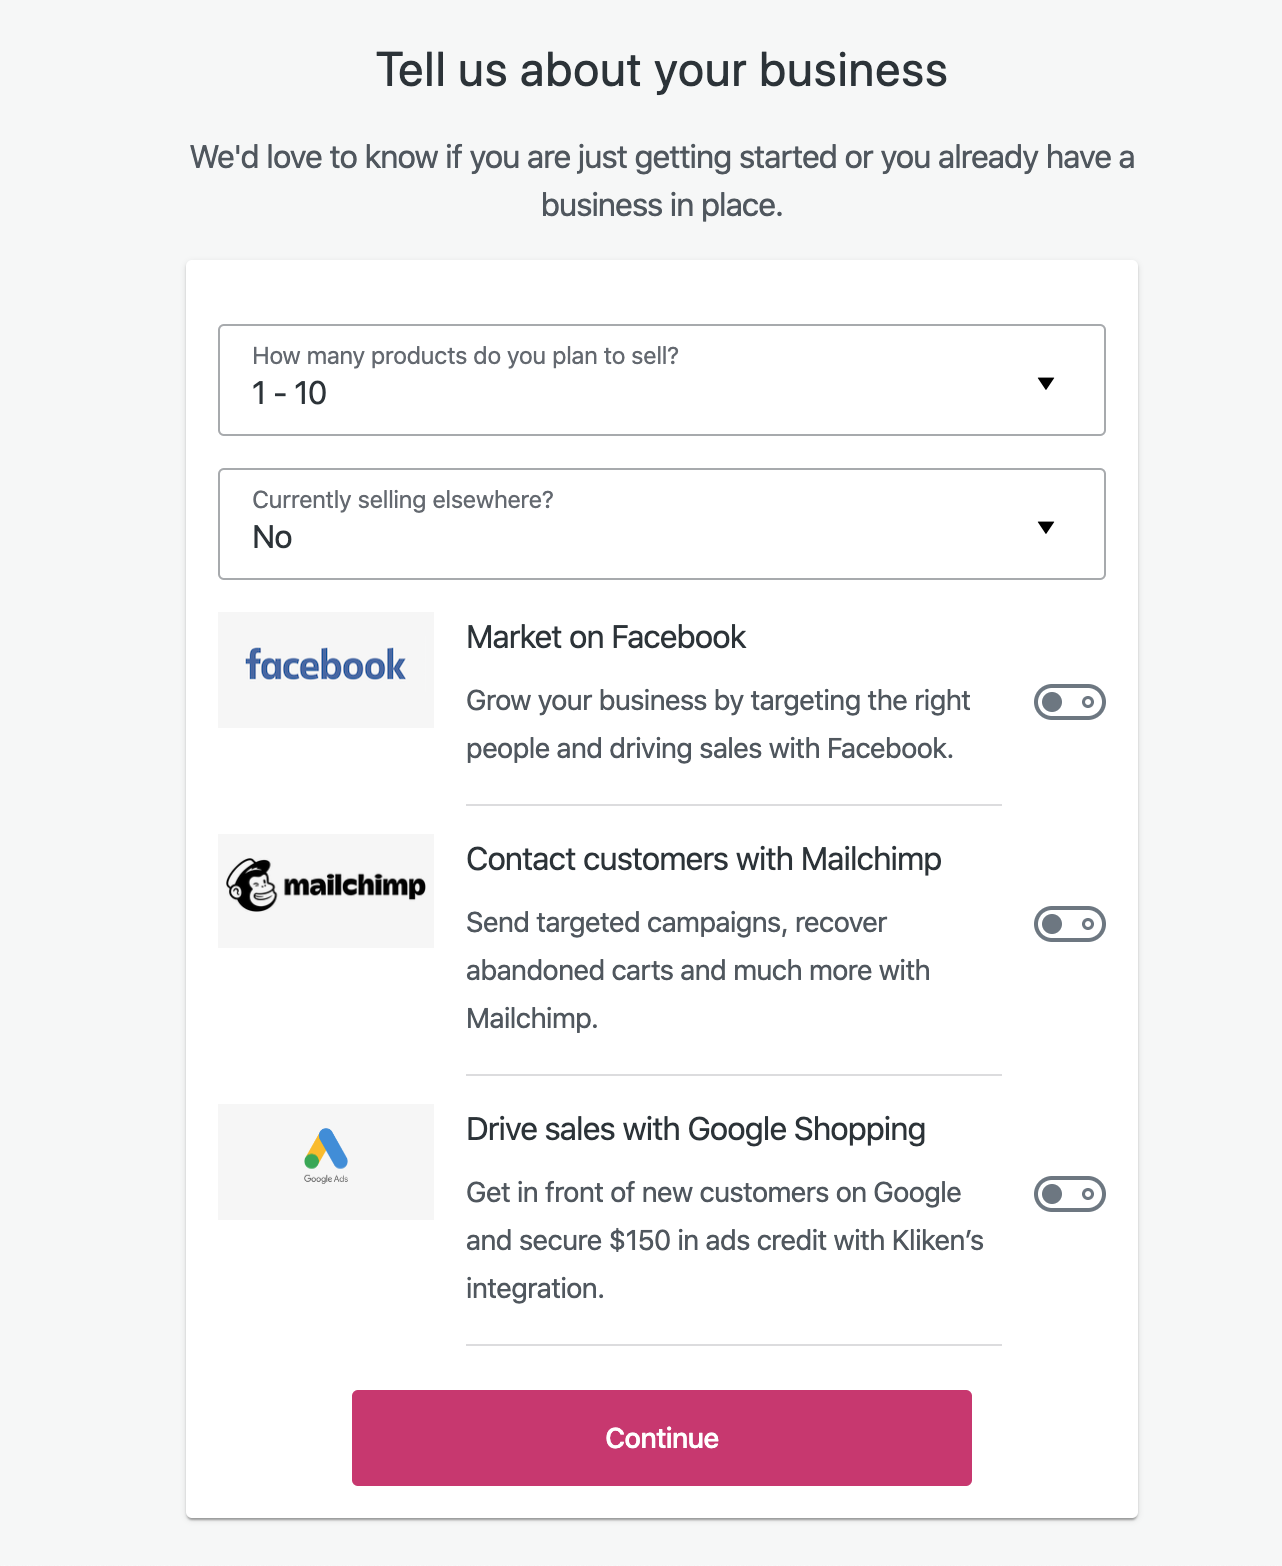 Tell us about your business
We'd love to know if you are just getting started or you already have a
business in place.
How many products do you plan to sell?
1 - 10
Currently selling elsewhere?
No
facebook
Market on Facebook
Grow your business by targeting the right
people and driving sales with Facebook.
mailchimp
Contact customers with Mailchimp
Send targeted campaigns, recover
abandoned carts and much more with
Mailchimp.
Google Ads
Drive sales with Google Shopping
Get in front of new customers on Google
and secure $150 in ads credit with Kliken’s
integration.
Continue